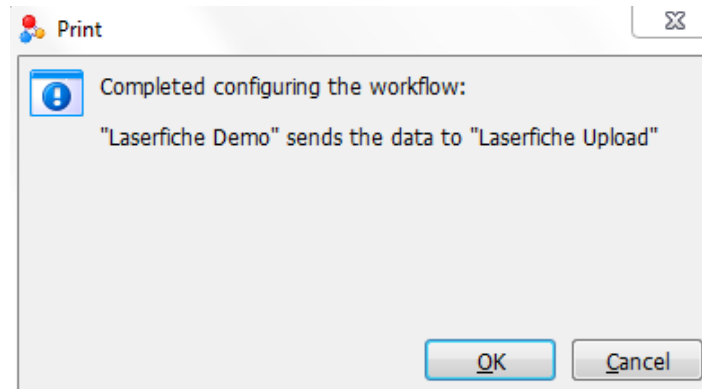 Print
Completed configuring the workflow:
"Laserfiche Demo" sends the data to "Laserfiche Upload"
OK
Cancel